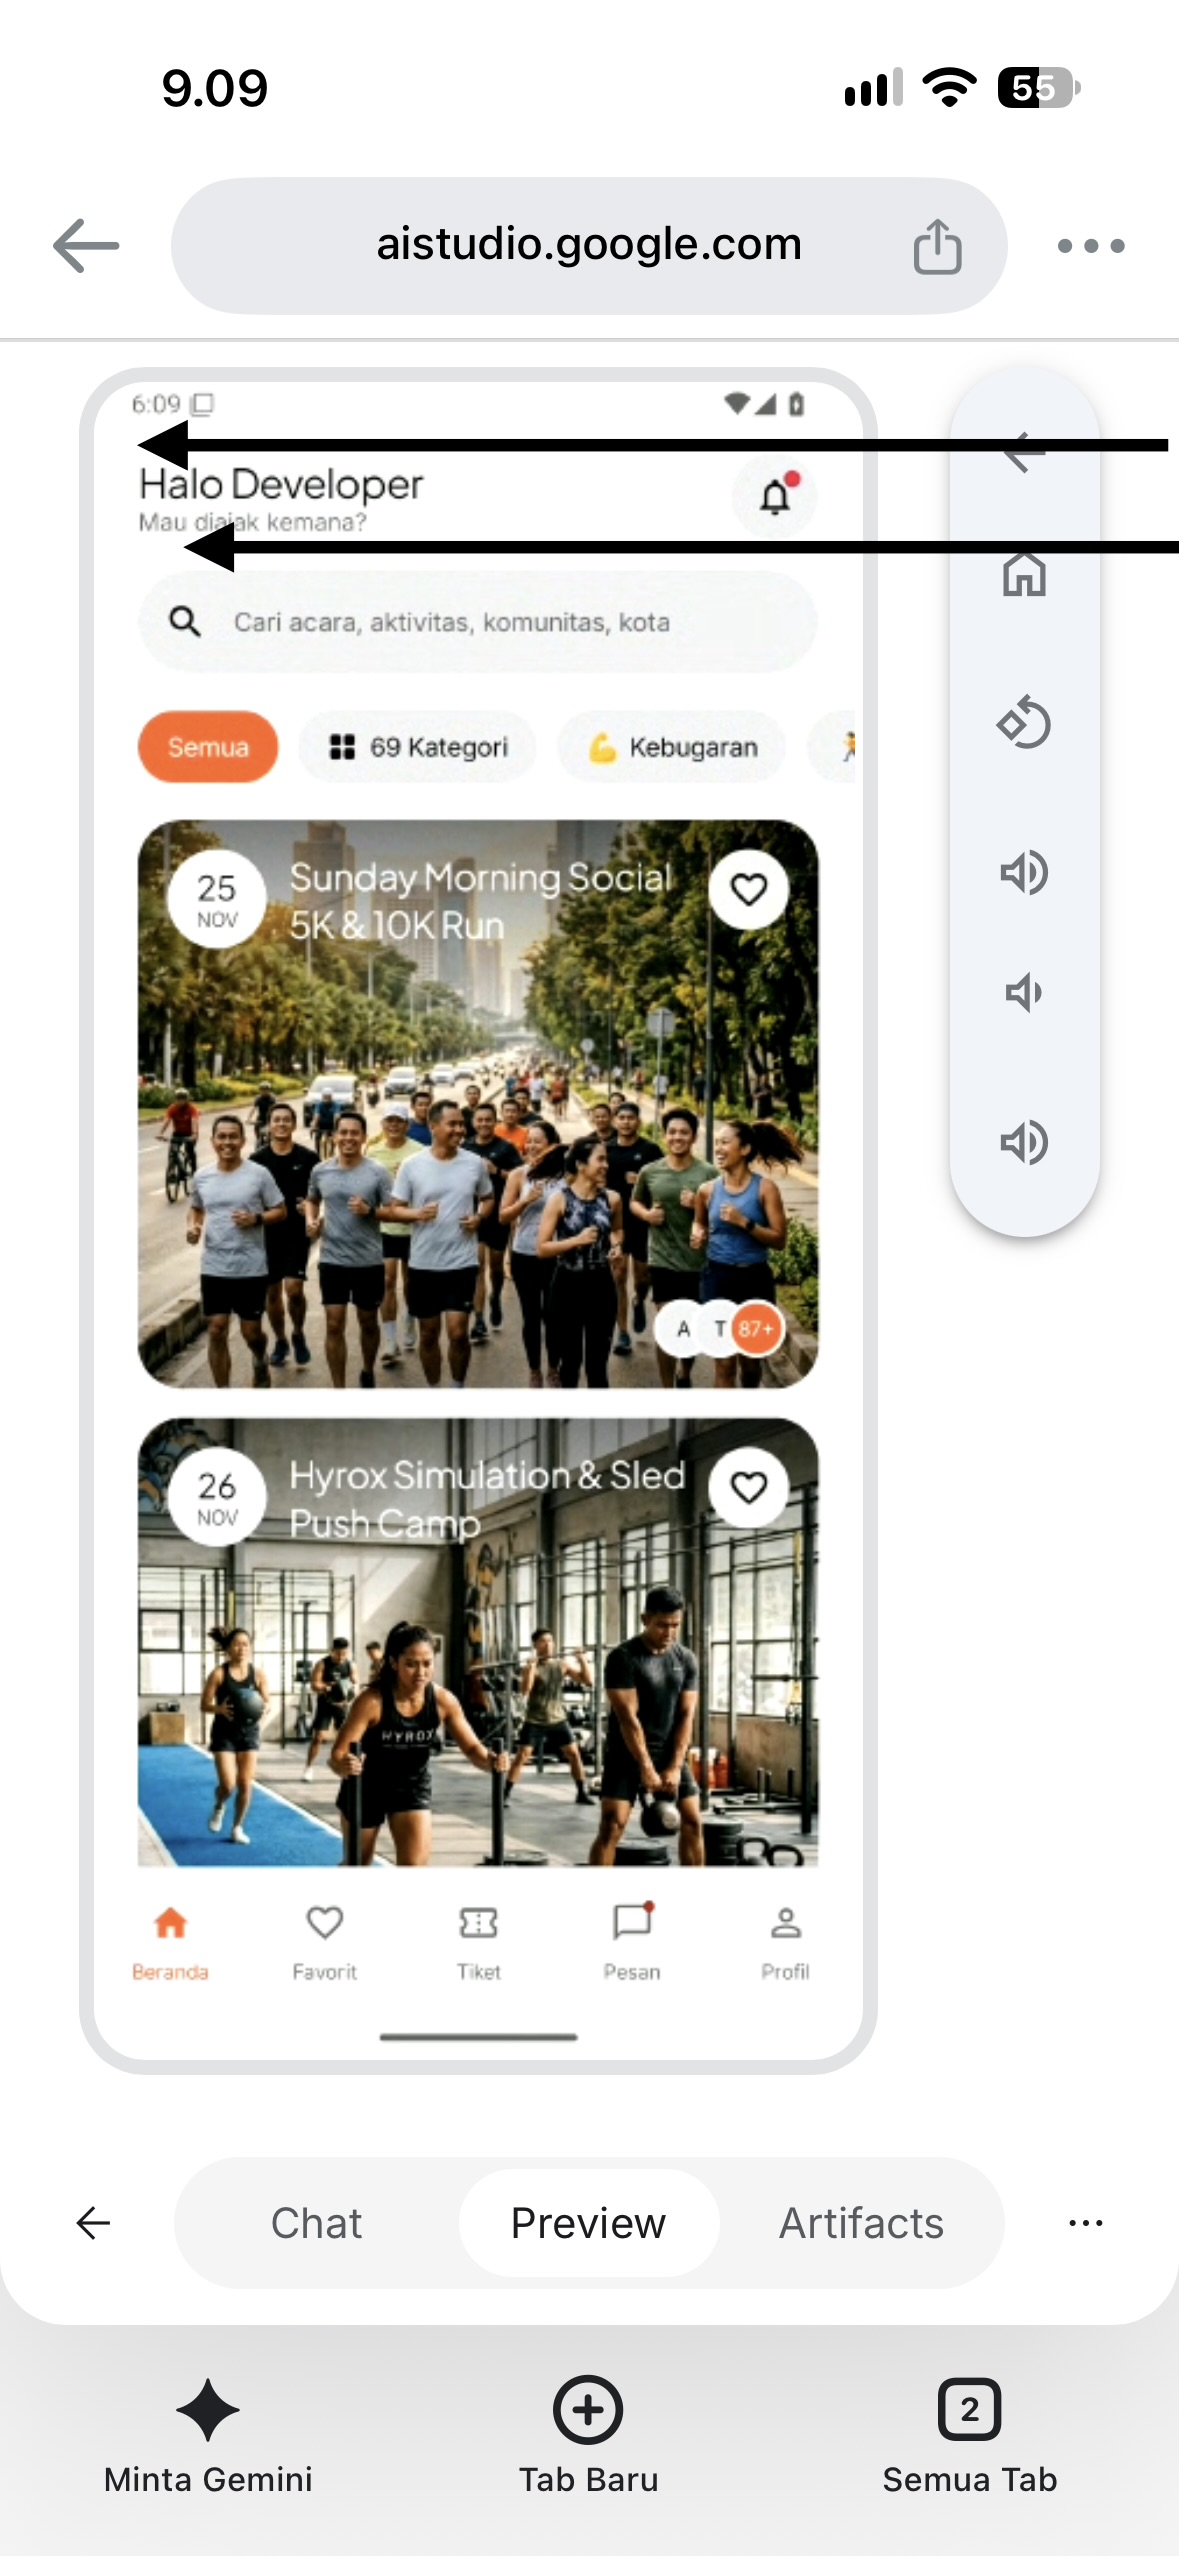 9.09
55
aistudio.google.com
6:09
Halo Developer
Mau diajak kemana?
Cari acara, aktivitas, komunitas, kota
Semua
69 Kategori
Kebugaran
25
NOV
Sunday Morning Social
5K & 10K Run
A
T
87+
26
NOV
Hyrox Simulation & Sled
Push Camp
HYROX
Beranda
Favorit
Tiket
Pesan
Profil
Chat
Preview
Artifacts
Minta Gemini
Tab Baru
2
Semua Tab